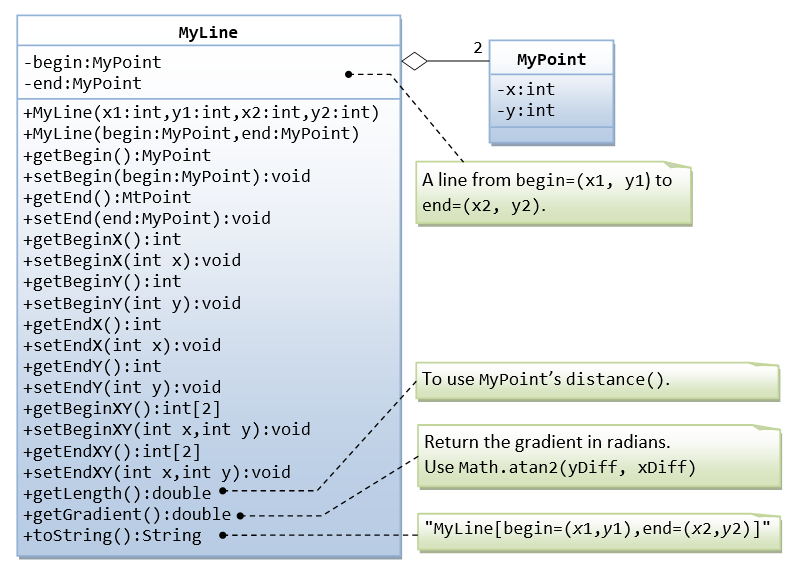 MyLine
-begin:MyPoint
-end:MyPoint
+MyLine(x1:int,y1:int,x2:int,y2:int)
+MyLine(begin:MyPoint,end:MyPoint)
+getBegin():MyPoint
+setBegin(begin:MyPoint):void
+getEnd():MtPoint
+setEnd(end:MyPoint):void
+getBeginX():int
+setBeginX(int x):void
+getBeginY():int
+setBeginY(int y):void
+getEndX():int
+setEndX(int x):void
+getEndY():int
+setEndY(int y):void
+getBeginXY():int[2]
+setBeginXY(int x,int y):void
+getEndXY():int[2]
+setEndXY(int x,int y):void
+getLength():double
+getGradient():double
+toString():String
2
MyPoint
-x:int
-y:int
A line from begin=(x1, y1) to
end=(x2, y2).
To use MyPoint’s distance().
Return the gradient in radians.
Use Math.atan2(yDiff, xDiff)
"MyLine[begin=(x1,y1),end=(x2,y2)]"